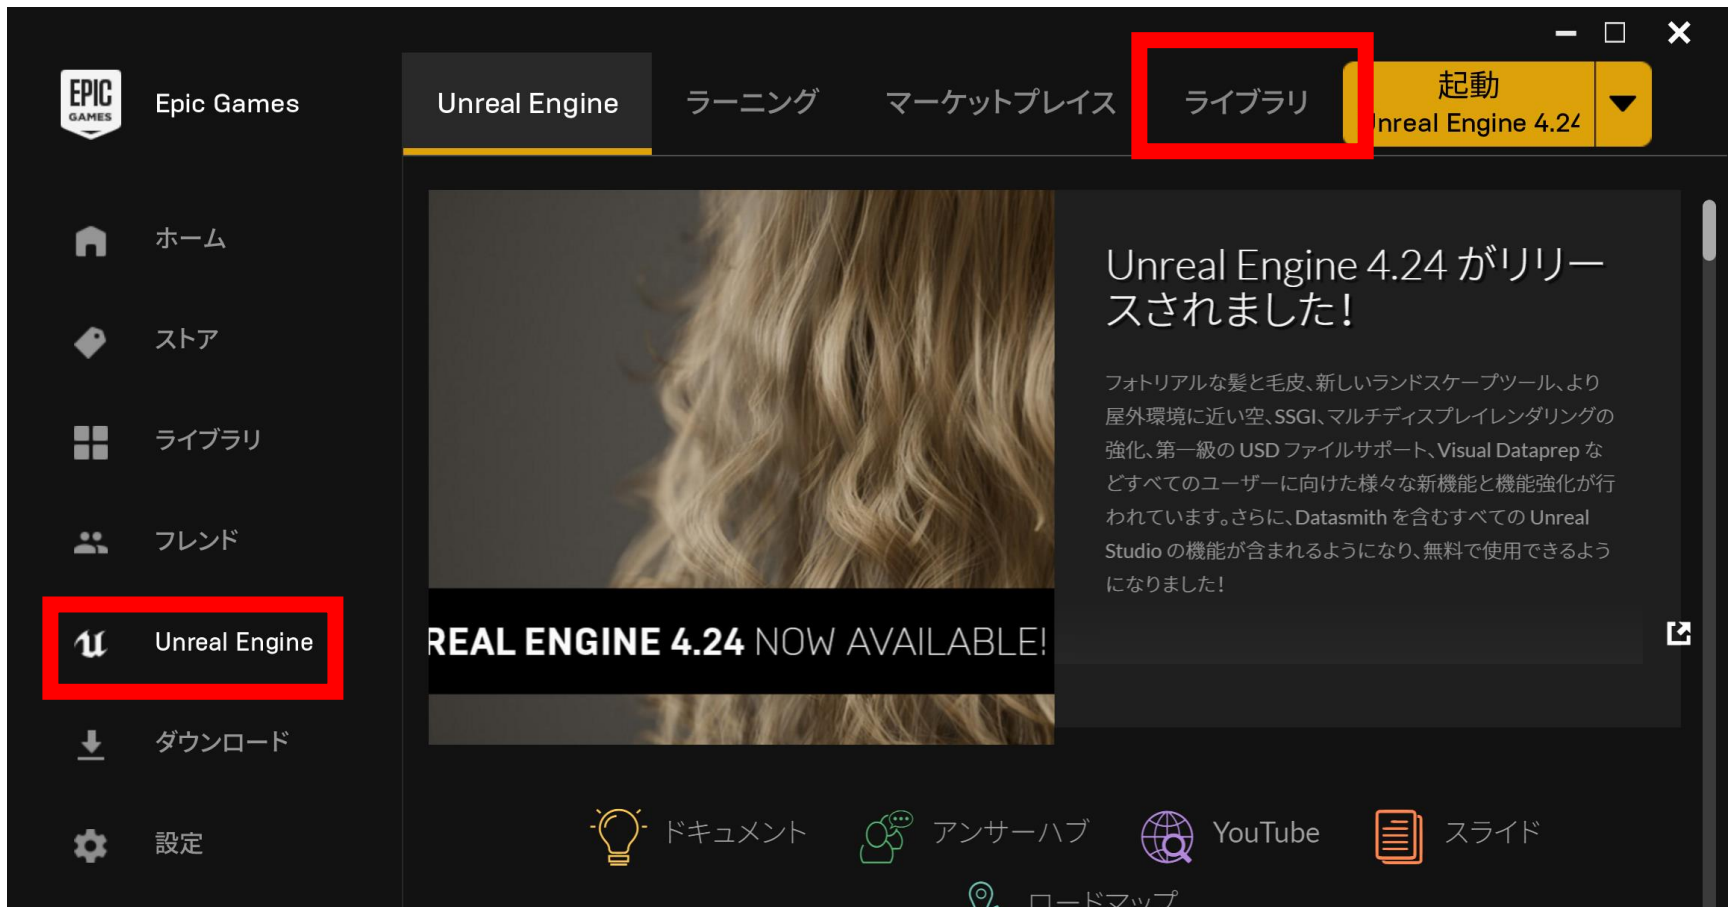 EPIC
GAMES
Epic Games
Unreal Engine
ラーニング
マーケットプレイス
ライブラリ
起動
Unreal Engine 4.24
ホーム
ストア
ライブラリ
フレンド
Unreal Engine
ダウンロード
設定
REAL ENGINE 4.24 NOW AVAILABLE!
Unreal Engine 4.24 がリリー
スされました!
フォトリアルな髪と毛皮、新しいランドスケープツール、より
屋外環境に近い空、SSGI、マルチディスプレイレンダリングの
強化、第一級の USD ファイルサポート、Visual Dataprep な
どすべてのユーザーに向けた様々な新機能と機能強化が行
われています。さらに、Datasmith を含むすべての Unreal
Studio の機能が含まれるようになり、無料で使用できるよう
になりました!
ドキュメント
アンサーハブ
YouTube
スライド
ロードマップ